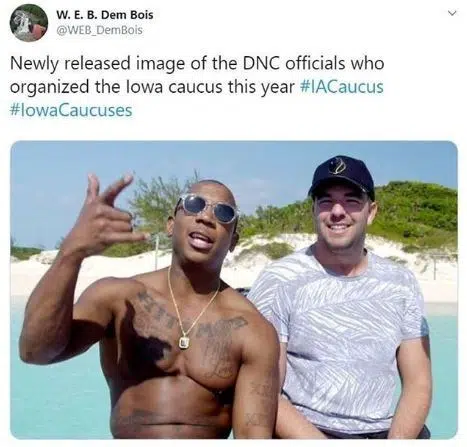 W. E. B. Dem Bois
@WEB_DemBois
Newly released image of the DNC officials who
organized the Iowa caucus this year #IACaucus
#IowaCaucuses